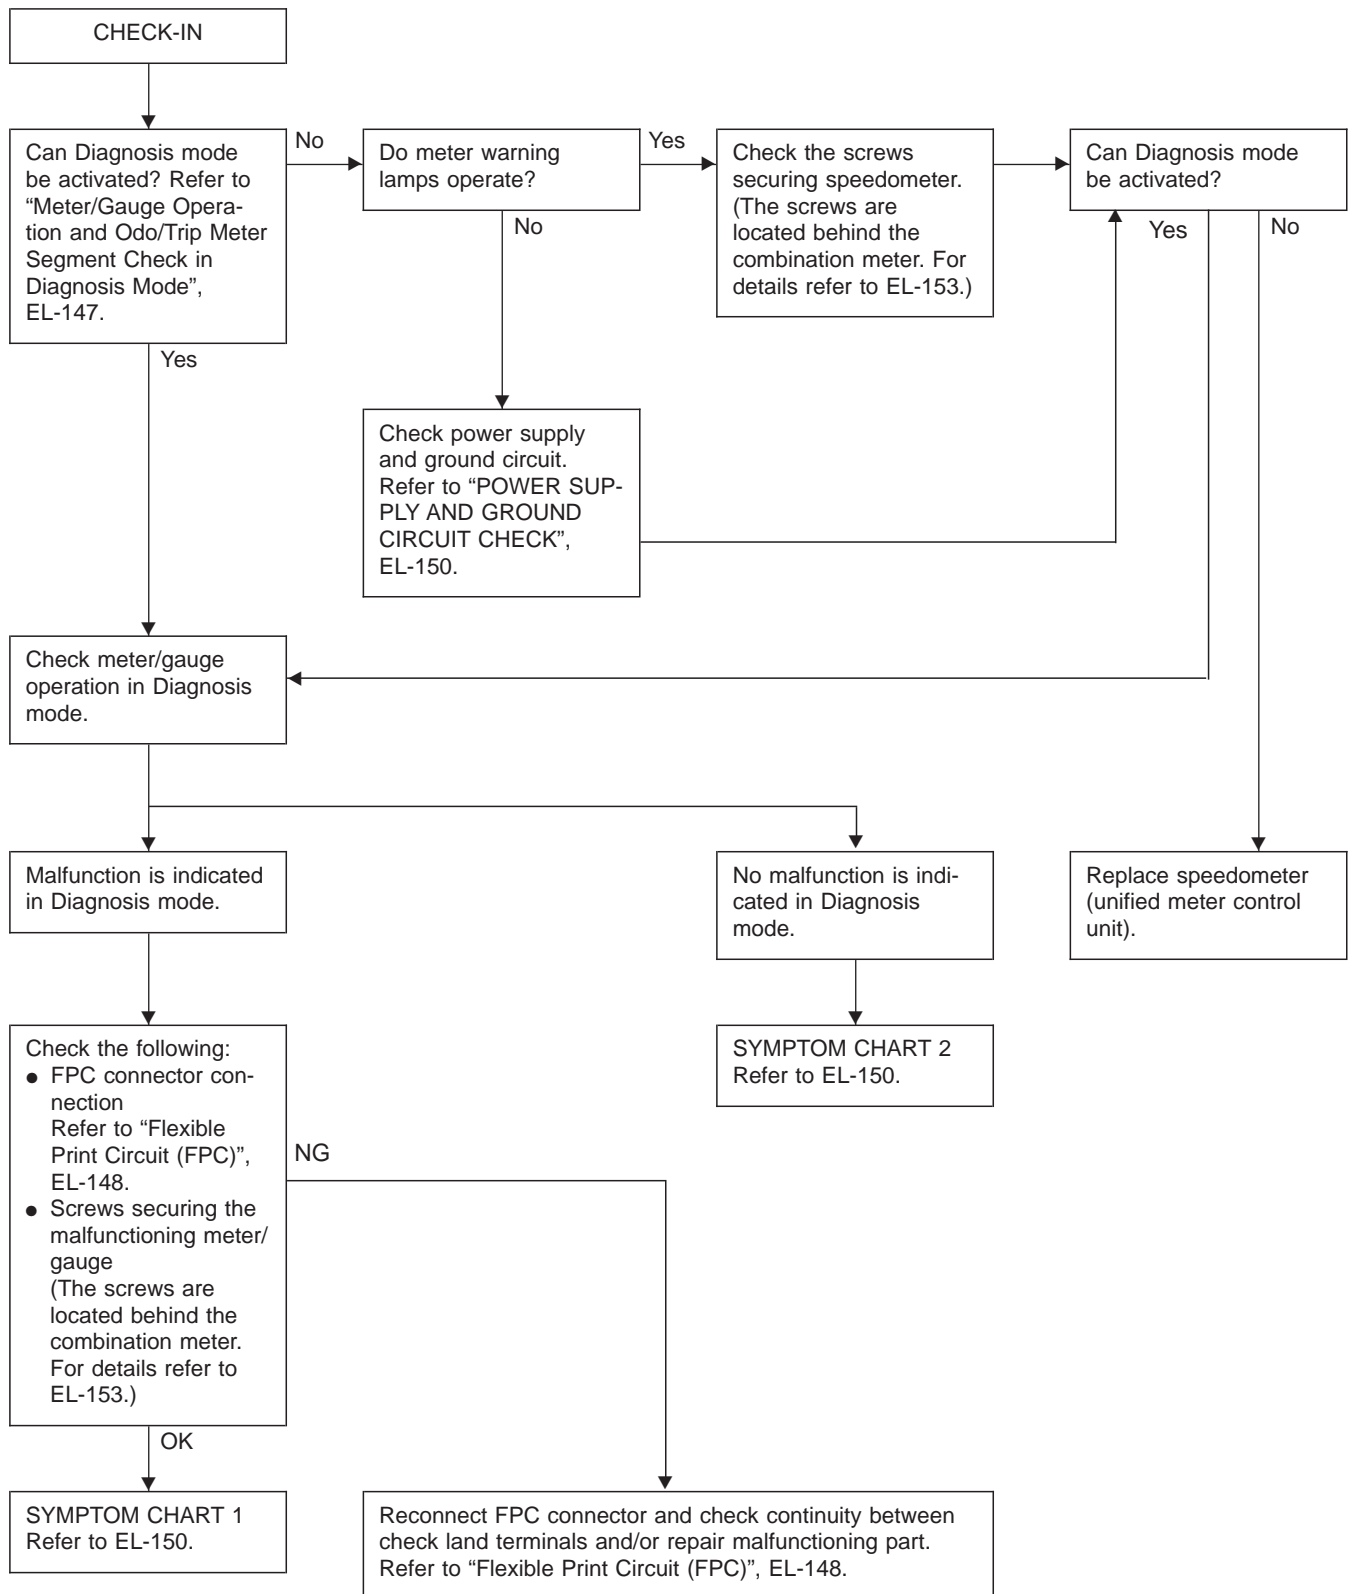 CHECK-IN
Can Diagnosis mode
be activated? Refer to
“Meter/Gauge Opera-
tion and Odo/Trip Meter
Segment Check in
Diagnosis Mode”,
EL-147.
No
Do meter warning
lamps operate?
Yes
Check the screws
securing speedometer.
(The screws are
located behind the
combination meter. For
details refer to EL-153.)
Can Diagnosis mode
be activated?
Yes
No
No
Yes
Check power supply
and ground circuit.
Refer to “POWER SUP-
PLY AND GROUND
CIRCUIT CHECK”,
EL-150.
Check meter/gauge
operation in Diagnosis
mode.
Malfunction is indicated
in Diagnosis mode.
No malfunction is indi-
cated in Diagnosis
mode.
Replace speedometer
(unified meter control
unit).
Check the following:
● FPC connector con-
nection
Refer to “Flexible
Print Circuit (FPC)”,
EL-148.
● Screws securing the
malfunctioning meter/
gauge
(The screws are
located behind the
combination meter.
For details refer to
EL-153.)
NG
SYMPTOM CHART 2
Refer to EL-150.
OK
SYMPTOM CHART 1
Refer to EL-150.
Reconnect FPC connector and check continuity between
check land terminals and/or repair malfunctioning part.
Refer to “Flexible Print Circuit (FPC)”, EL-148.